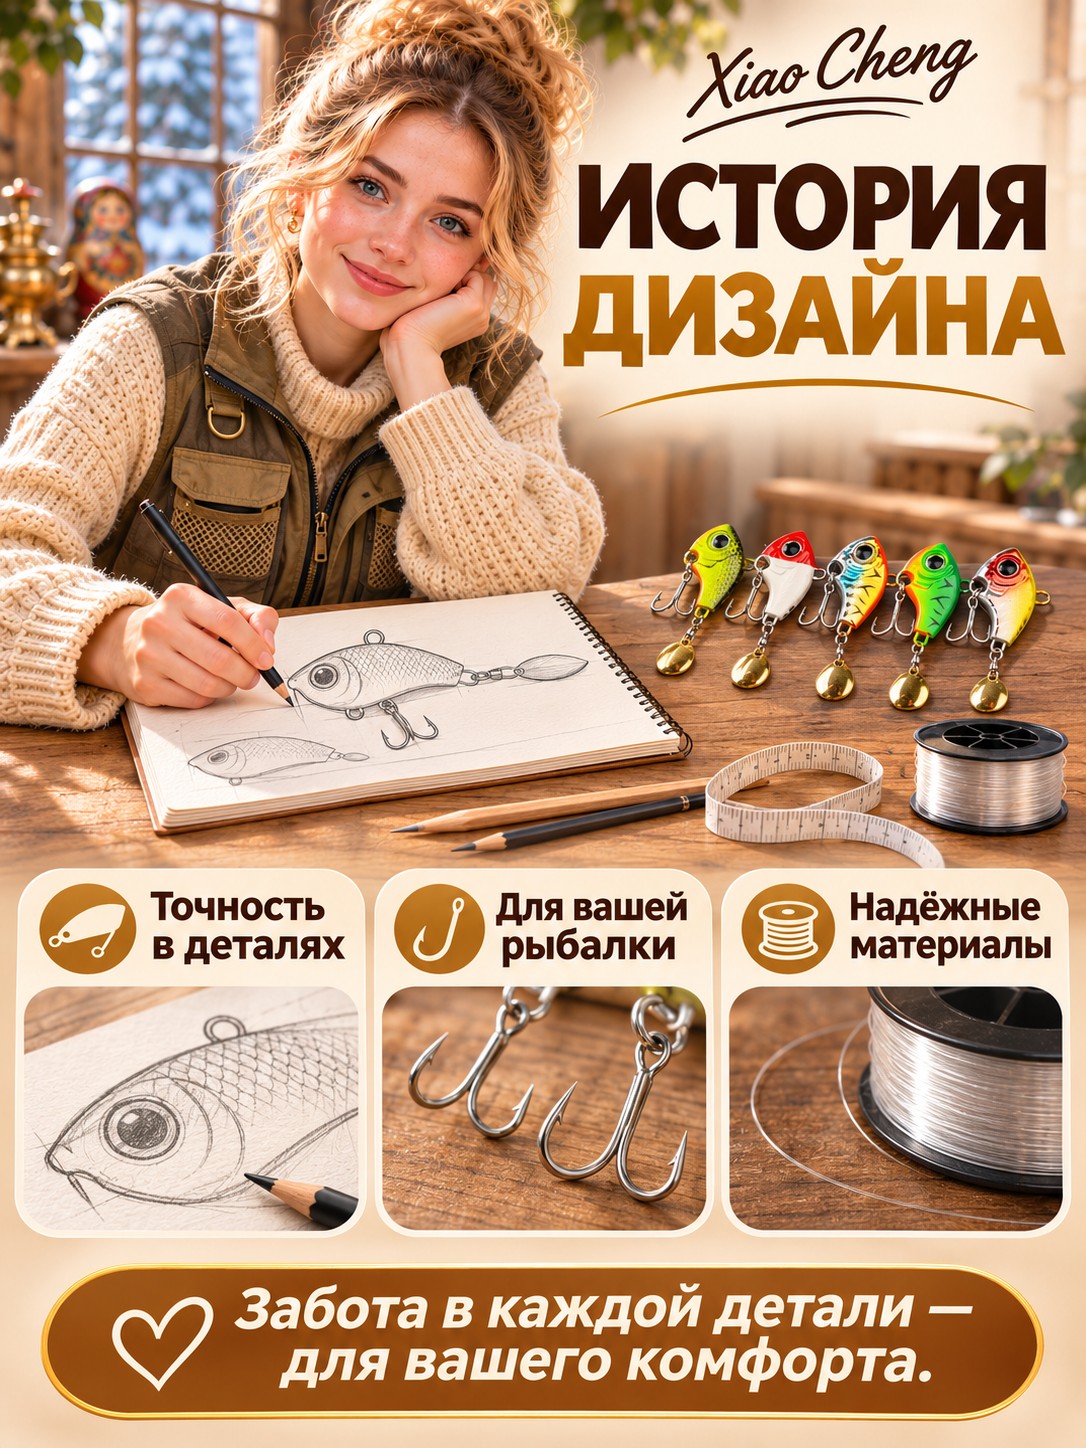 Xiao Cheng
ИСТОРИЯ
ДИЗАЙНА
Точность
в деталях
Для вашей
рыбалки
Надёжные
материалы
Забота в каждой детали —
для вашего комфорта.